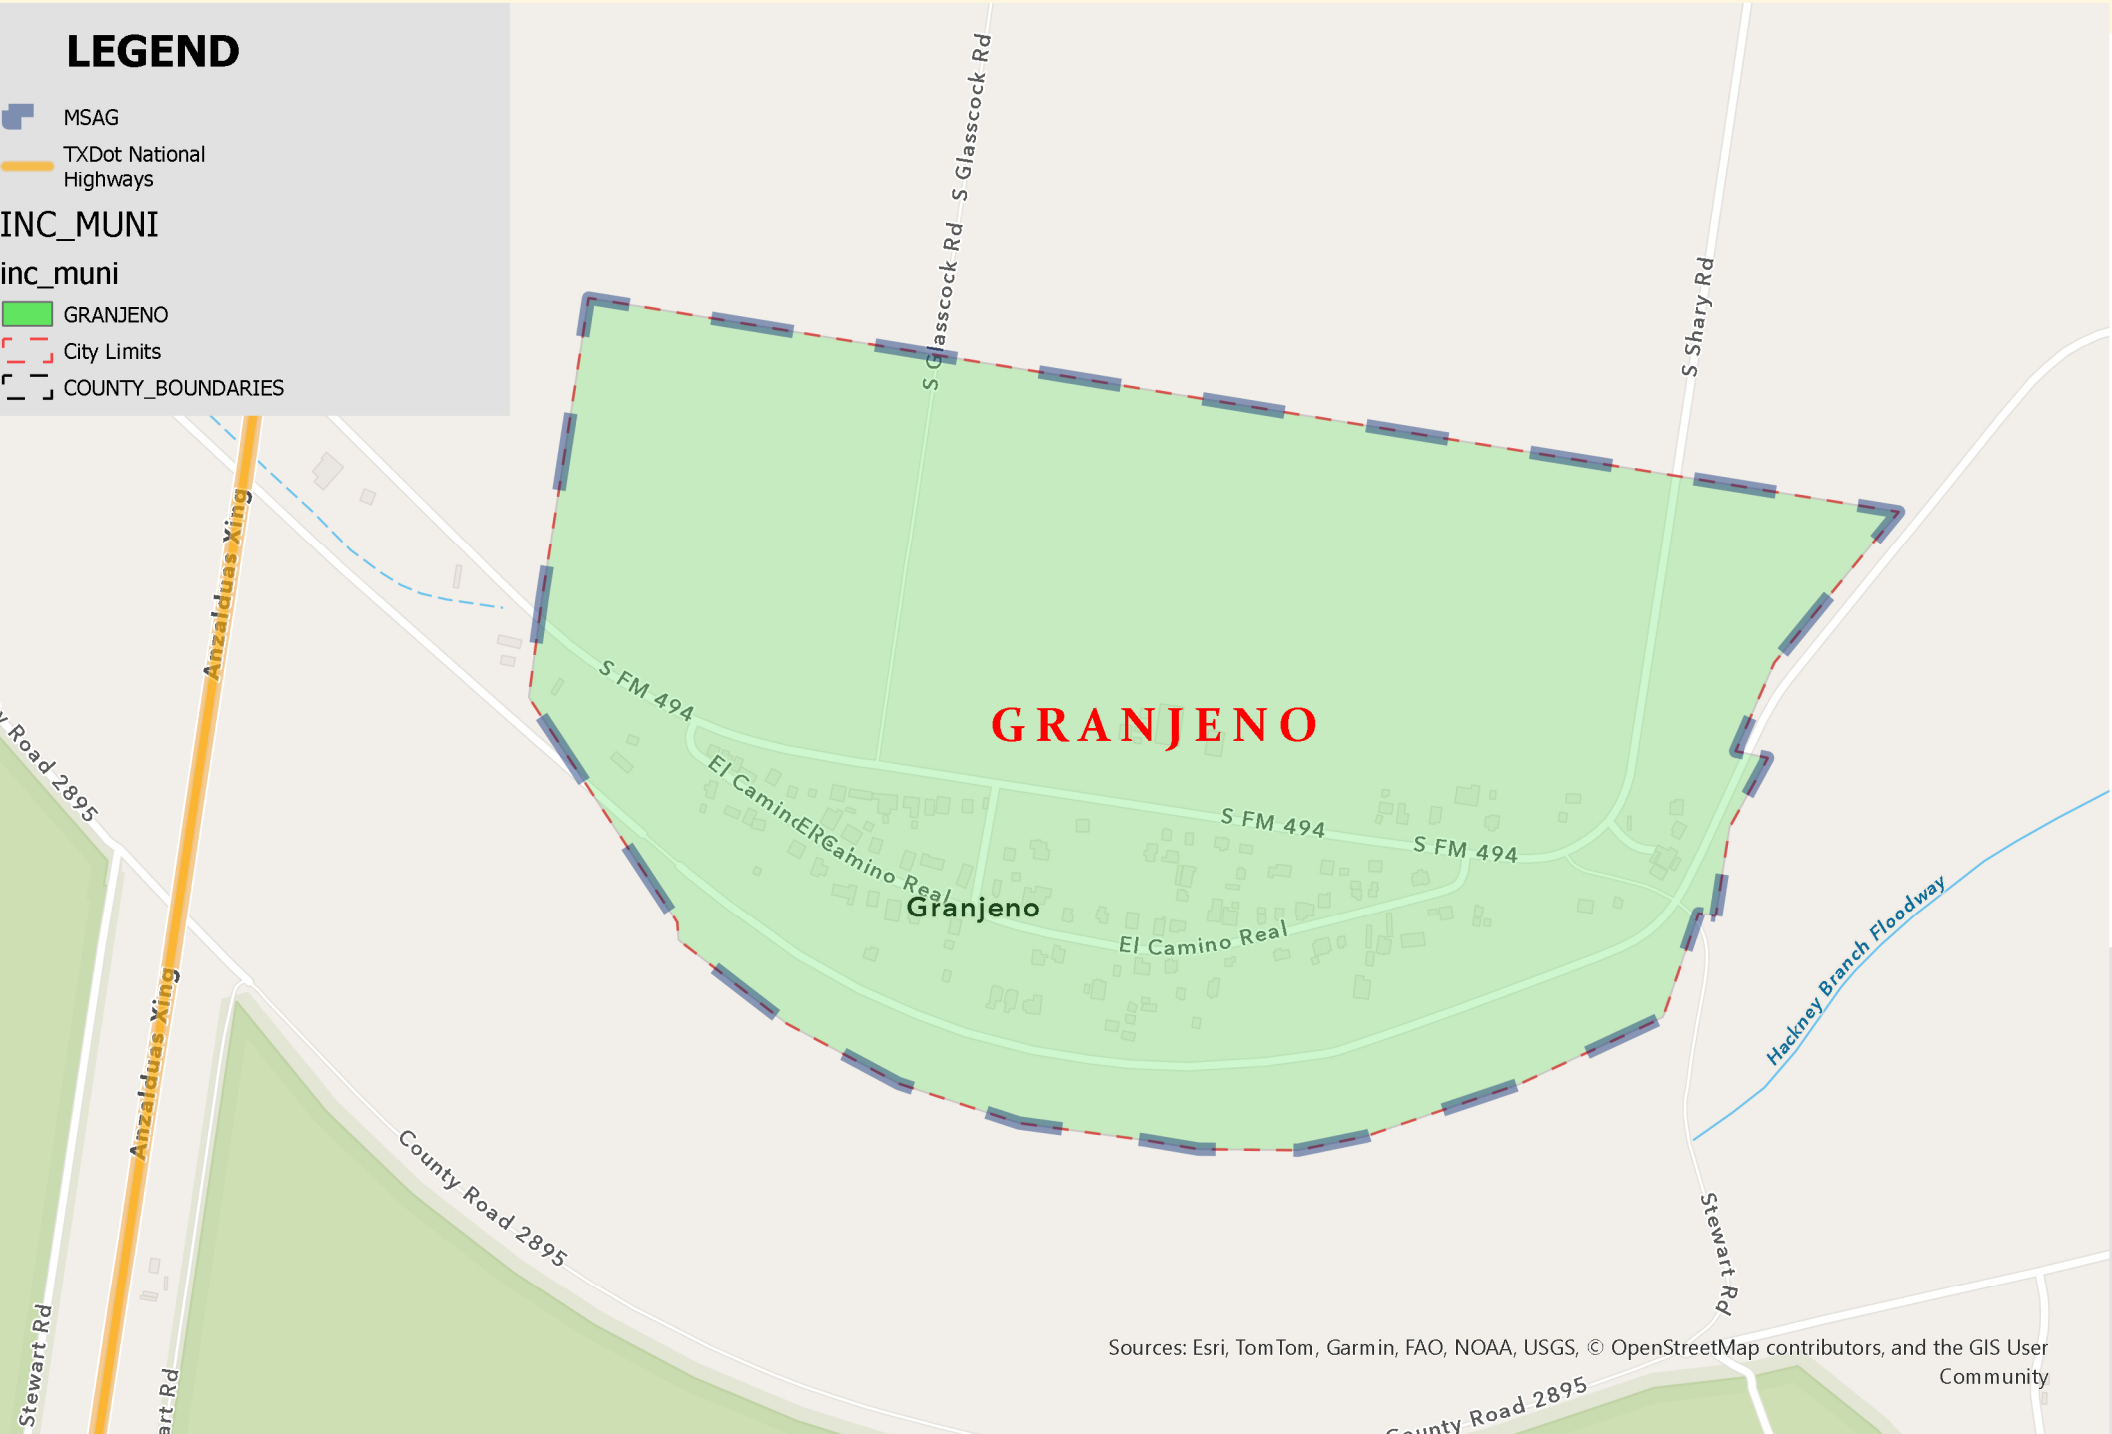 LEGEND
MSAG
TXDot National
Highways
INC_MUNI
inc_muni
GRANJENO
City Limits
COUNTY_BOUNDARIES
S Glasscock Rd
S Glasscock Rd
S Shary Rd
Anzalduas Xing
S FM 494
GRANJENO
El Camino Real
S FM 494
S FM 494
El Camino Real
Granjeno
El Camino Real
Road 2895
Hackney Branch Floodway
Anzalduas Xing
County Road 2895
Stewart Rd
Stewart Rd
Rd
Sources: Esri, TomTom, Garmin, FAO, NOAA, USGS, © OpenStreetMap contributors, and the GIS User
Community
County Road 2895